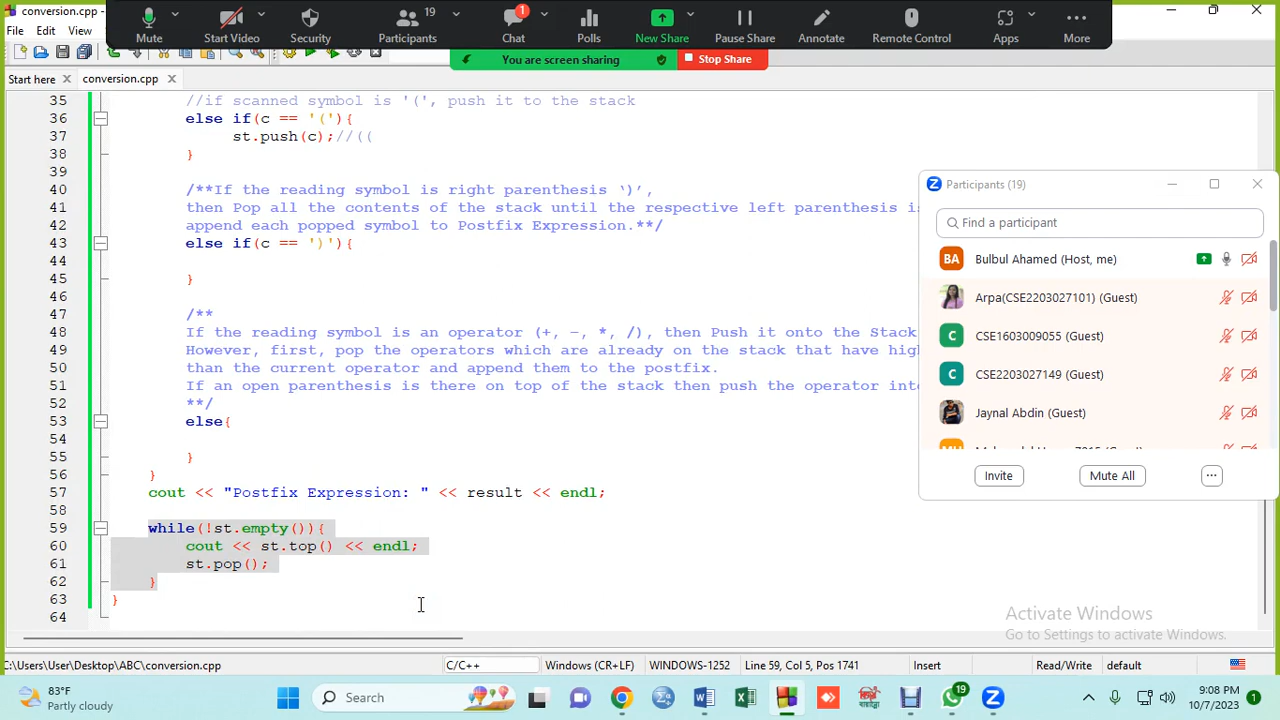 conversion.cpp -
File Edit View
Mute
Start Video
Security
19
Participants
1
Chat
Polls
New Share
Pause Share
Annotate
Remote Control
Apps
More
You are screen sharing
Stop Share
Start here
conversion.cpp
35 //if scanned symbol is '(', push it to the stack
36 else if(c == '('){
37 st.push(c);//((
38 }
39
40 /**If the reading symbol is right parenthesis ‘)’,
41 then Pop all the contents of the stack until the respective left parenthesis is
42 append each popped symbol to Postfix Expression.**/
43 else if(c == ')'){
44
45 }
46
47 /**
48 If the reading symbol is an operator (+, –, *, /), then Push it onto the Stack
49 However, first, pop the operators which are already on the stack that have
50 than the current operator and append them to the postfix.
51 If an open parenthesis is there on top of the stack then push the operator
52 **/
53 else{
54
55 }
56 }
57 cout << "Postfix Expression: " << result << endl;
58
59 while(!st.empty()){
60 cout << st.top() << endl;
61 st.pop();
62 }
63 }
64
Participants (19)
Find a participant
BA Bulbul Ahamed (Host, me)
Arpa(CSE2203027101) (Guest)
C CSE1603009055 (Guest)
C CSE2203027149 (Guest)
Jaynal Abdin (Guest)
Invite
Mute All
...
Activate Windows
Go to Settings to activate Windows.
C:\Users\User\Desktop\ABC\conversion.cpp
C/C++
Windows (CR+LF)
WINDOWS-1252
Line 59, Col 5, Pos 1741
Insert
Read/Write
default
83°F
Partly cloudy
Search
19
9:08 PM
10/7/2023
1